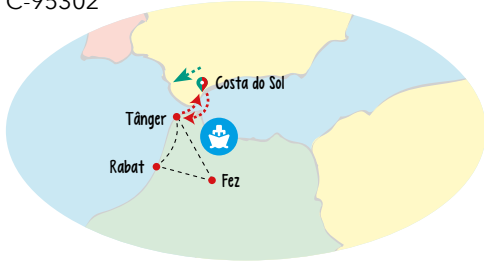 C-95302
Costa do Sol
Tânger
Rabat
Fez